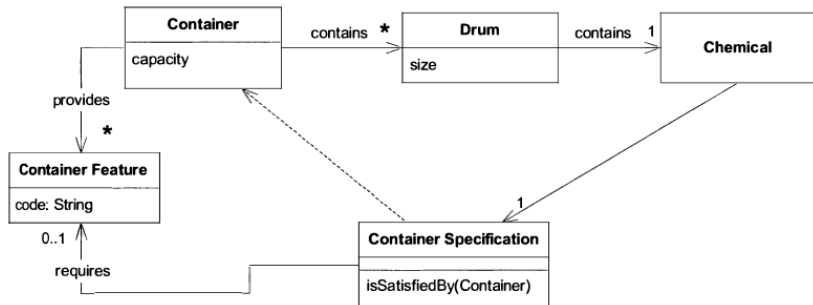 Container
capacity
contains *
Drum
size
contains 1
Chemical
provides
*
Container Feature
code: String
0..1
requires
1
Container Specification
isSatisfiedBy(Container)